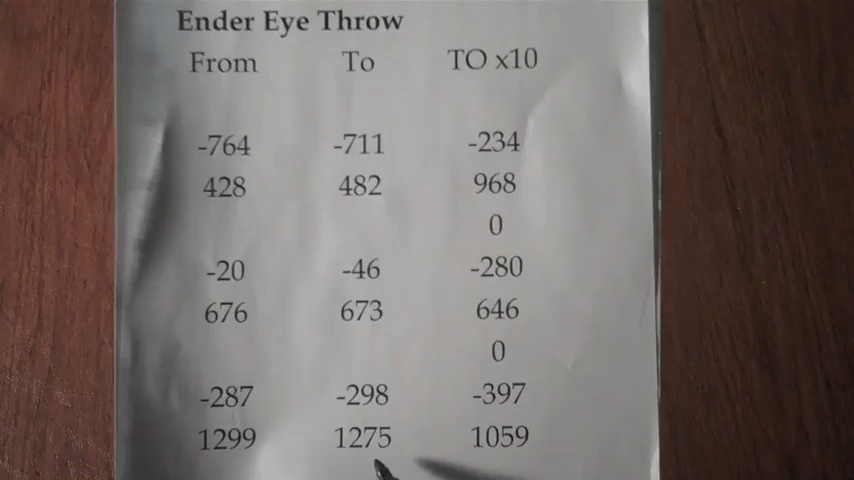 Ender Eye Throw
From To TO x10
-764 -711 -234
428 482 968
0
-20 -46 -280
676 673 646
0
-287 -298 -397
1299 1275 1059